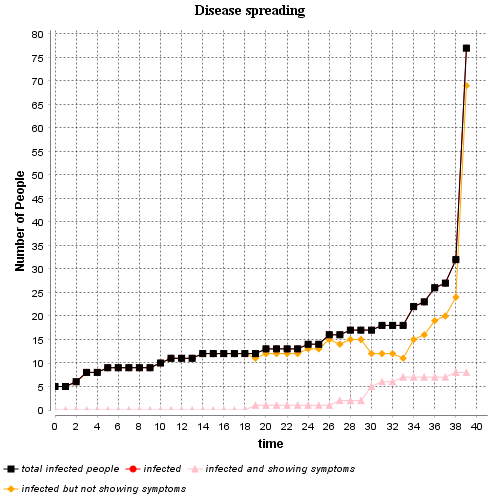 Disease spreading
80
75
70
65
60
55
50
45
40
35
30
25
20
15
10
5
0
Number of People
0 2 4 6 8 10 12 14 16 18 20 22 24 26 28 30 32 34 36 38 40
time
total infected people infected infected and showing symptoms
infected but not showing symptoms